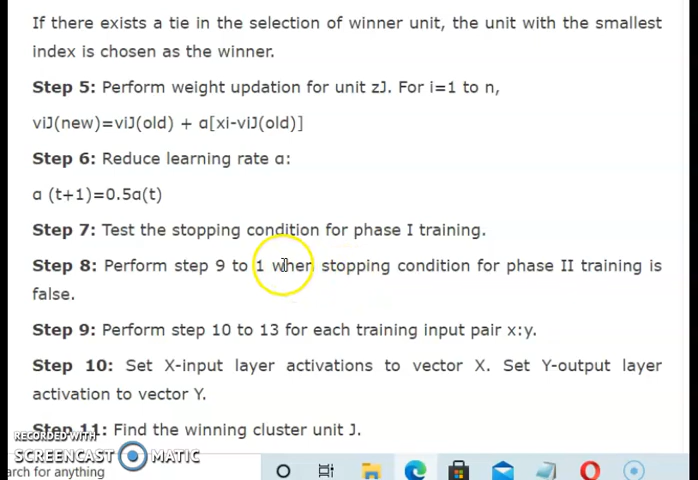 If there exists a tie in the selection of winner unit, the unit with the smallest
index is chosen as the winner.
Step 5: Perform weight updation for unit zJ. For i=1 to n,
viJ(new)=viJ(old) + α[xi-viJ(old)]
Step 6: Reduce learning rate α:
α (t+1)=0.5α(t)
Step 7: Test the stopping condition for phase I training.
Step 8: Perform step 9 to 1 when stopping condition for phase II training is
false.
Step 9: Perform step 10 to 13 for each training input pair x:y.
Step 10: Set X-input layer activations to vector X. Set Y-output layer
activation to vector Y.
Step 11: Find the winning cluster unit J.
RECORDED WITH
SCREENCAST MATIC
arch for anything